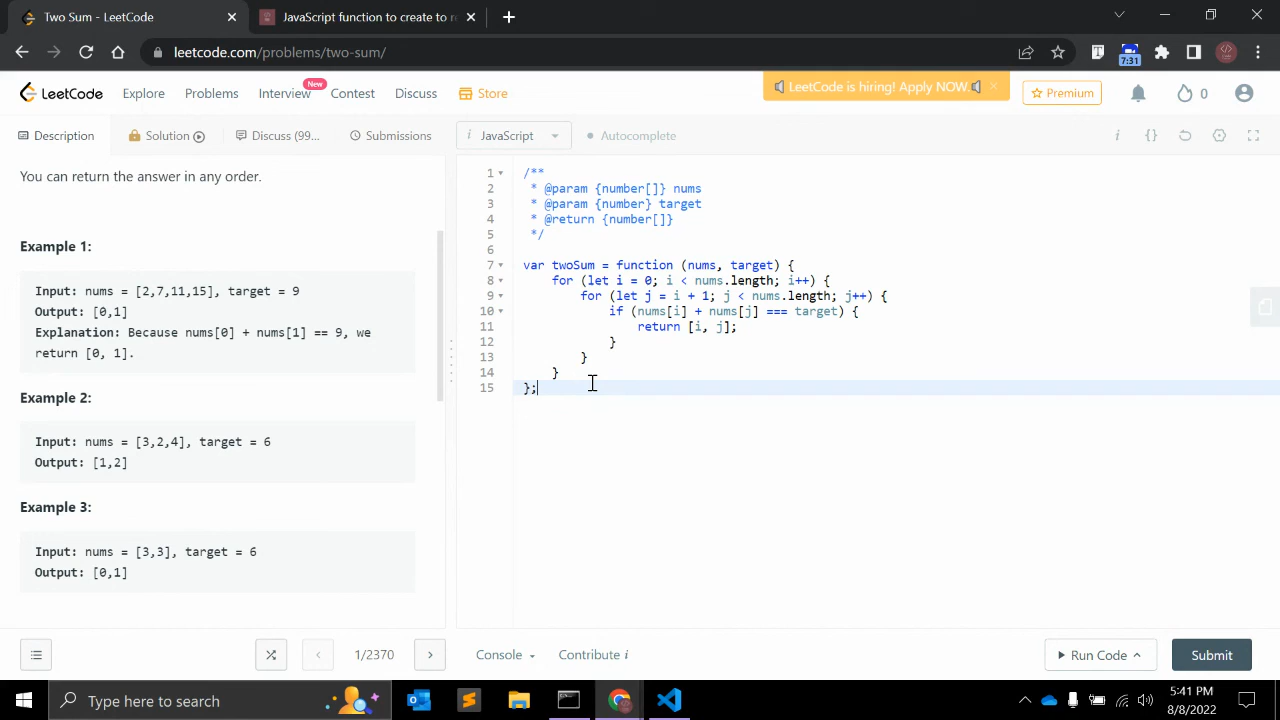 Two Sum - LeetCode
JavaScript function to create to re
leetcode.com/problems/two-sum/
7:31
LeetCode
Explore
Problems
Interview
New
Contest
Discuss
Store
LeetCode is hiring! Apply NOW.
Premium
0
Description
Solution
Discuss (99...
Submissions
i
JavaScript
Autocomplete
i
{}
You can return the answer in any order.
Example 1:
Input: nums = [2,7,11,15], target = 9
Output: [0,1]
Explanation: Because nums[0] + nums[1] == 9, we
return [0, 1].
Example 2:
Input: nums = [3,2,4], target = 6
Output: [1,2]
Example 3:
Input: nums = [3,3], target = 6
Output: [0,1]
1 /**
2 * @param {number[]} nums
3 * @param {number} target
4 * @return {number[]}
5 */
6
7 var twoSum = function (nums, target) {
8 for (let i = 0; i < nums.length; i++) {
9 for (let j = i + 1; j < nums.length; j++) {
10 if (nums[i] + nums[j] === target) {
11 return [i, j];
12 }
13 }
14 }
15 };
1/2370
Console
Contribute i
Run Code
Submit
Type here to search
5:41 PM
8/8/2022